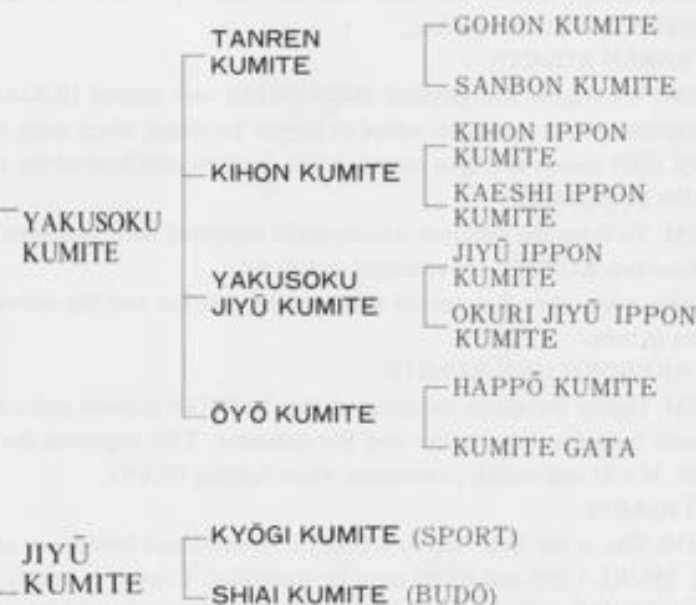 TANREN
KUMITE
GOHON KUMITE
SANBON KUMITE
KIHON KUMITE
KIHON IPPON
KUMITE
KAESHI IPPON
KUMITE
YAKUSOKU
KUMITE
YAKUSOKU
JIYŪ KUMITE
JIYŪ IPPON
KUMITE
OKURI JIYŪ IPPON
KUMITE
ŌYŌ KUMITE
HAPPŌ KUMITE
KUMITE GATA
JIYŪ
KUMITE
KYŌGI KUMITE (SPORT)
SHIAI KUMITE (BUDŌ)